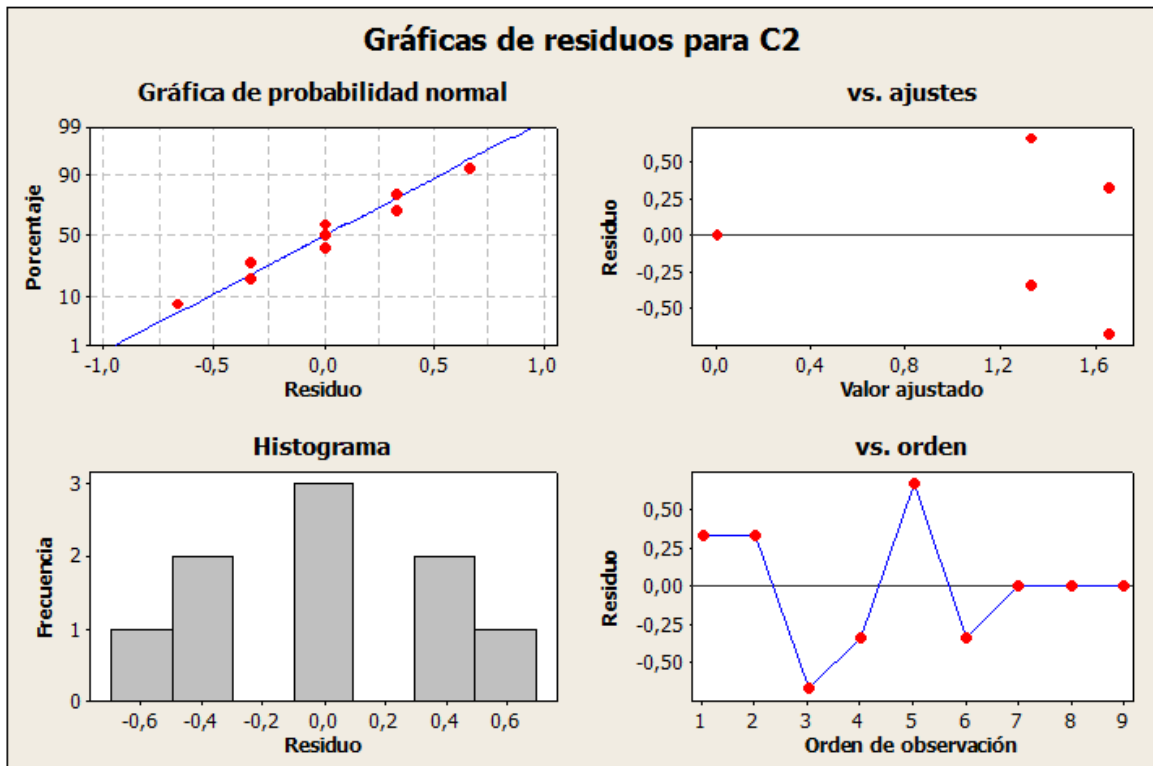 Gráficas de residuos para C2
Gráfica de probabilidad normal
Porcentaje
99
90
50
10
1
-1,0 -0,5 0,0 0,5 1,0
Residuo
vs. ajustes
Residuo
0,50
0,25
0,00
-0,25
-0,50
0,0 0,4 0,8 1,2 1,6
Valor ajustado
Histograma
Frecuencia
3
2
1
0
-0,6 -0,4 -0,2 0,0 0,2 0,4 0,6
Residuo
vs. orden
Residuo
0,50
0,25
0,00
-0,25
-0,50
1 2 3 4 5 6 7 8 9
Orden de observación